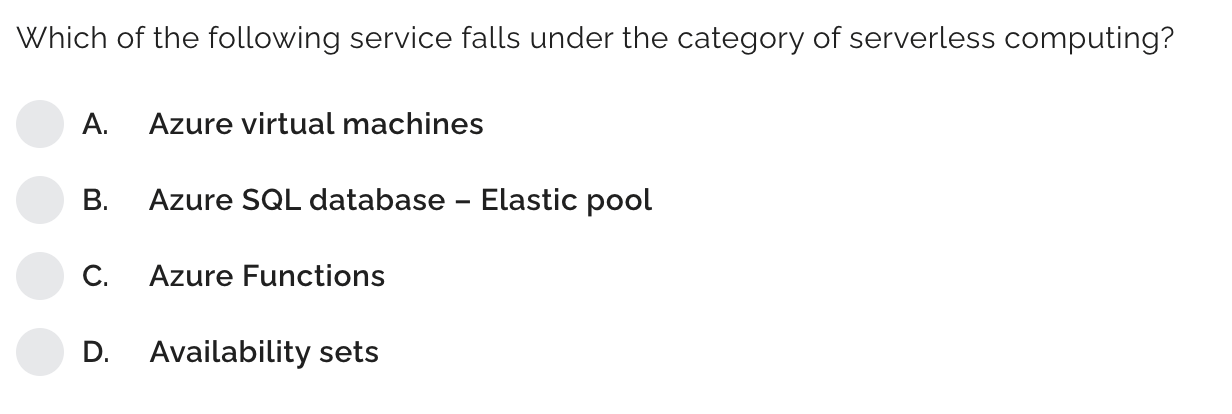 Which of the following service falls under the category of serverless computing?
A. Azure virtual machines
B. Azure SQL database – Elastic pool
C. Azure Functions
D. Availability sets